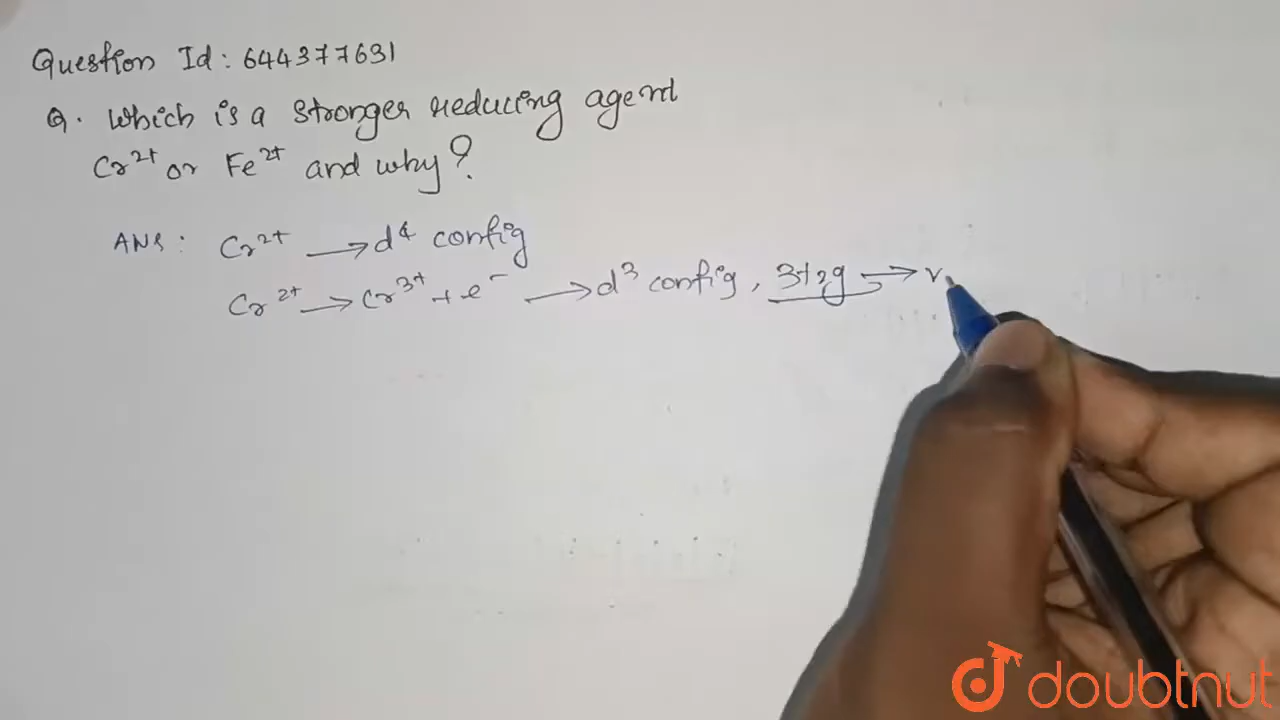 Question Id: 644377631
Q. Which is a stronger reducing agent
Cr²⁺ or Fe²⁺ and why?
ANS: Cr²⁺ → d⁴ config
Cr²⁺ → Cr³⁺ + e⁻ → d³ config, 3t2g → v
doubtnut